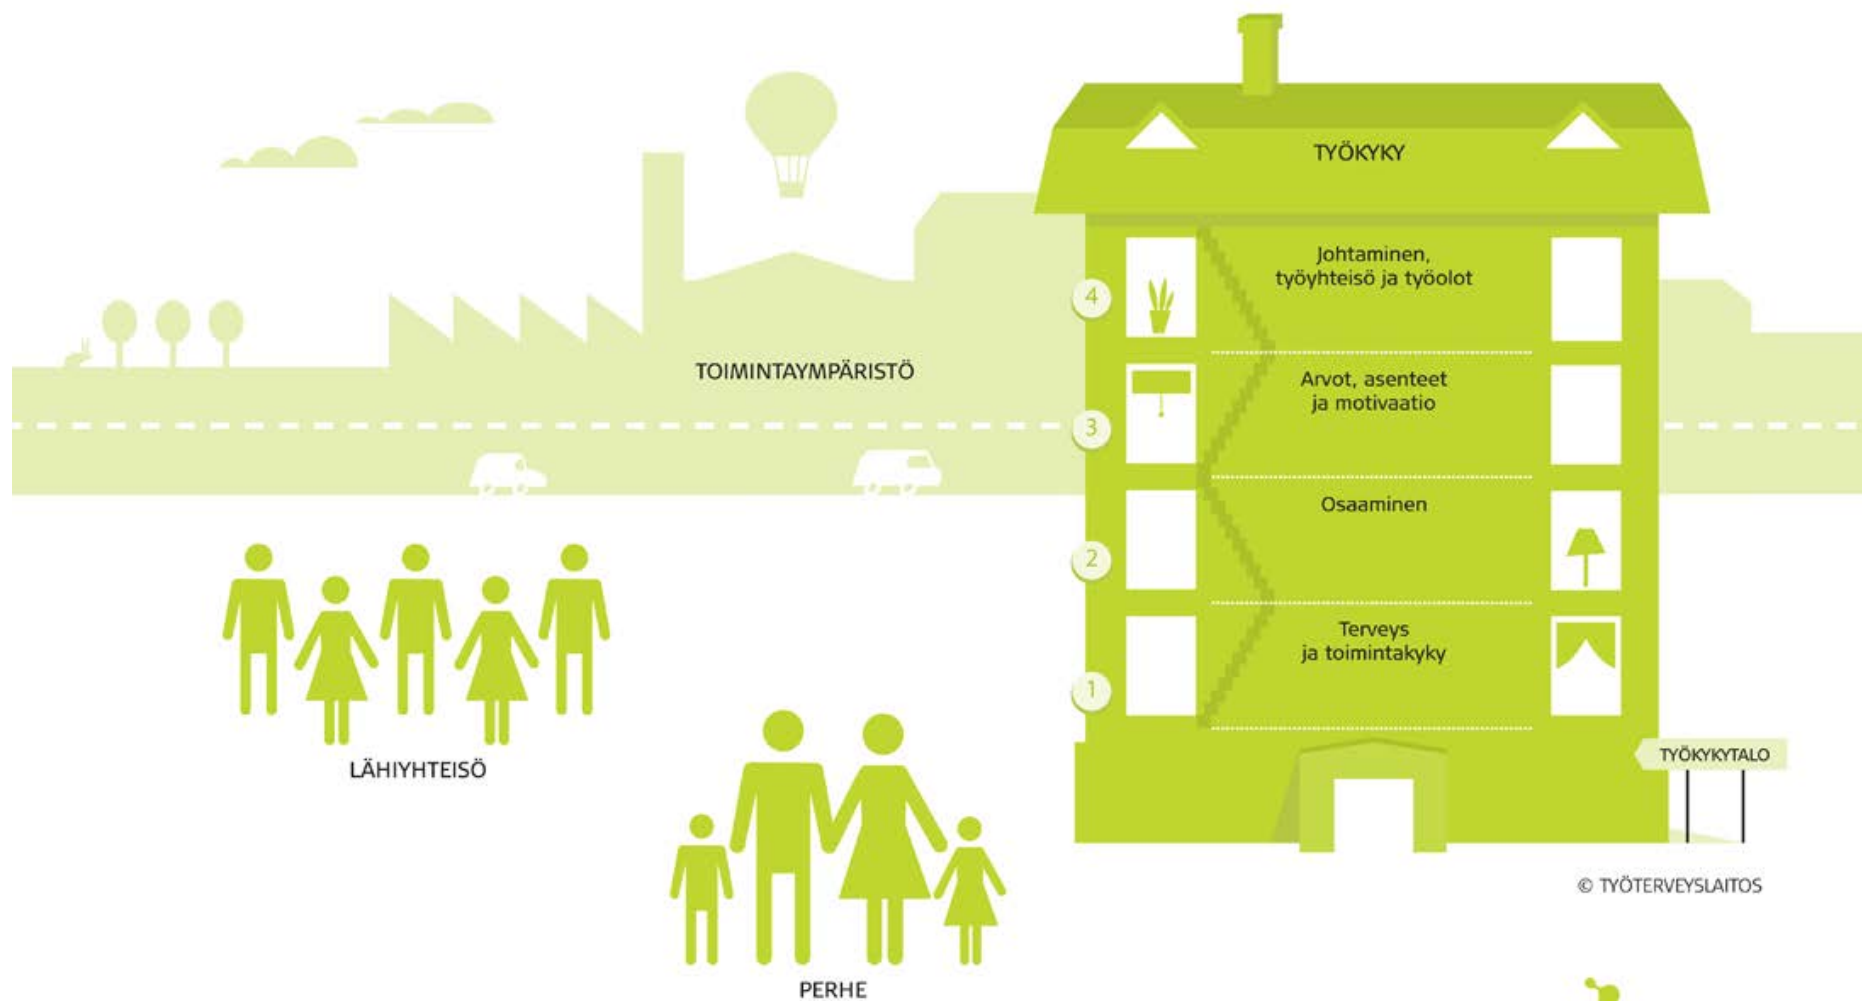 TYÖKYKY
Johtaminen,
työyhteisö ja työolot
4
TOIMINTAYMPÄRISTÖ
Arvot, asenteet
ja motivaatio
3
Osaaminen
2
Terveys
ja toimintakyky
1
LÄHIYHTEISÖ
TYÖKYKYTALO
© TYÖTERVEYSLAITOS
PERHE